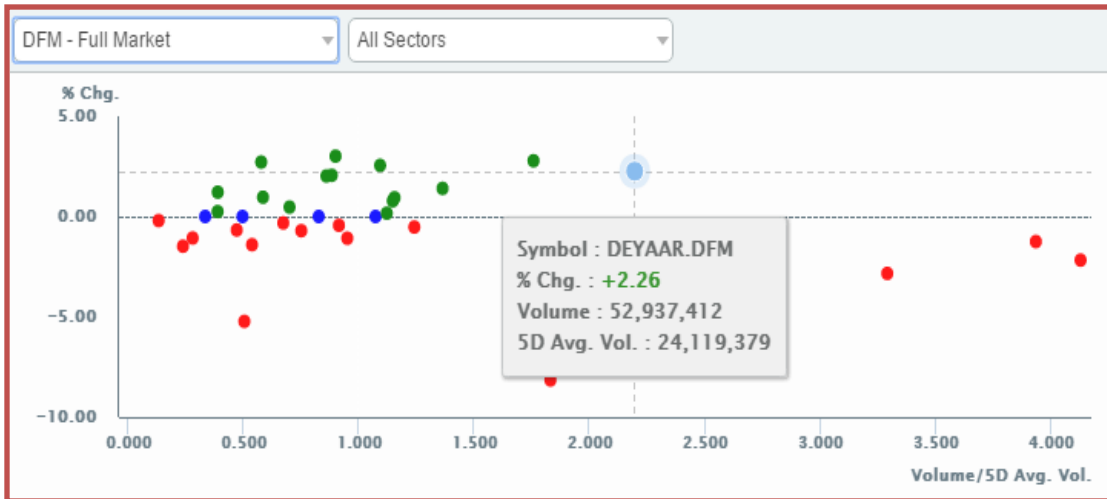 DFM - Full Market
All Sectors
% Chg.
5.00
0.00
-5.00
-10.00
Symbol : DEYAAR.DFM
% Chg. : +2.26
Volume : 52,937,412
5D Avg. Vol. : 24,119,379
0.000 0.500 1.000 1.500 2.000 2.500 3.000 3.500 4.000
Volume/5D Avg. Vol.